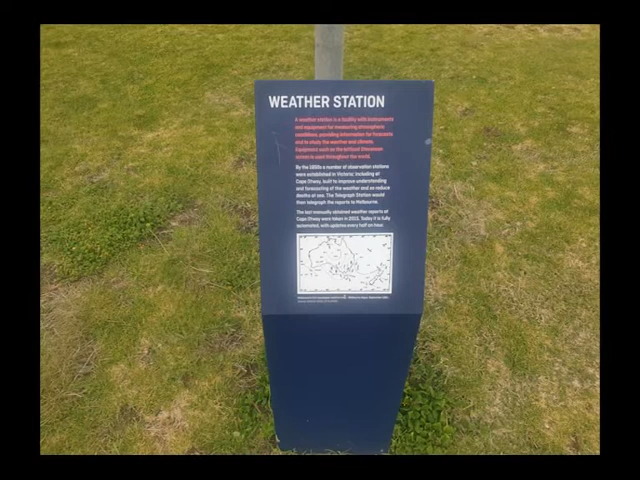 WEATHER STATION
A weather station is a facility with instruments
and equipment for measuring atmospheric
conditions, providing information for forecasts
and to study the weather and climate.
Equipment such as the Stevenson
screen is used throughout the world.
By the 1850s a number of observation stations
were established in Victoria; including at
Cape Otway, built to improve understanding
and forecasting of the weather and so reduce
deaths at sea. The Telegraph Station would
then telegraph the reports to Melbourne.
The last manually obtained weather reports at
Cape Otway were taken in
Today it is fully
automated, with updates every half an hour.